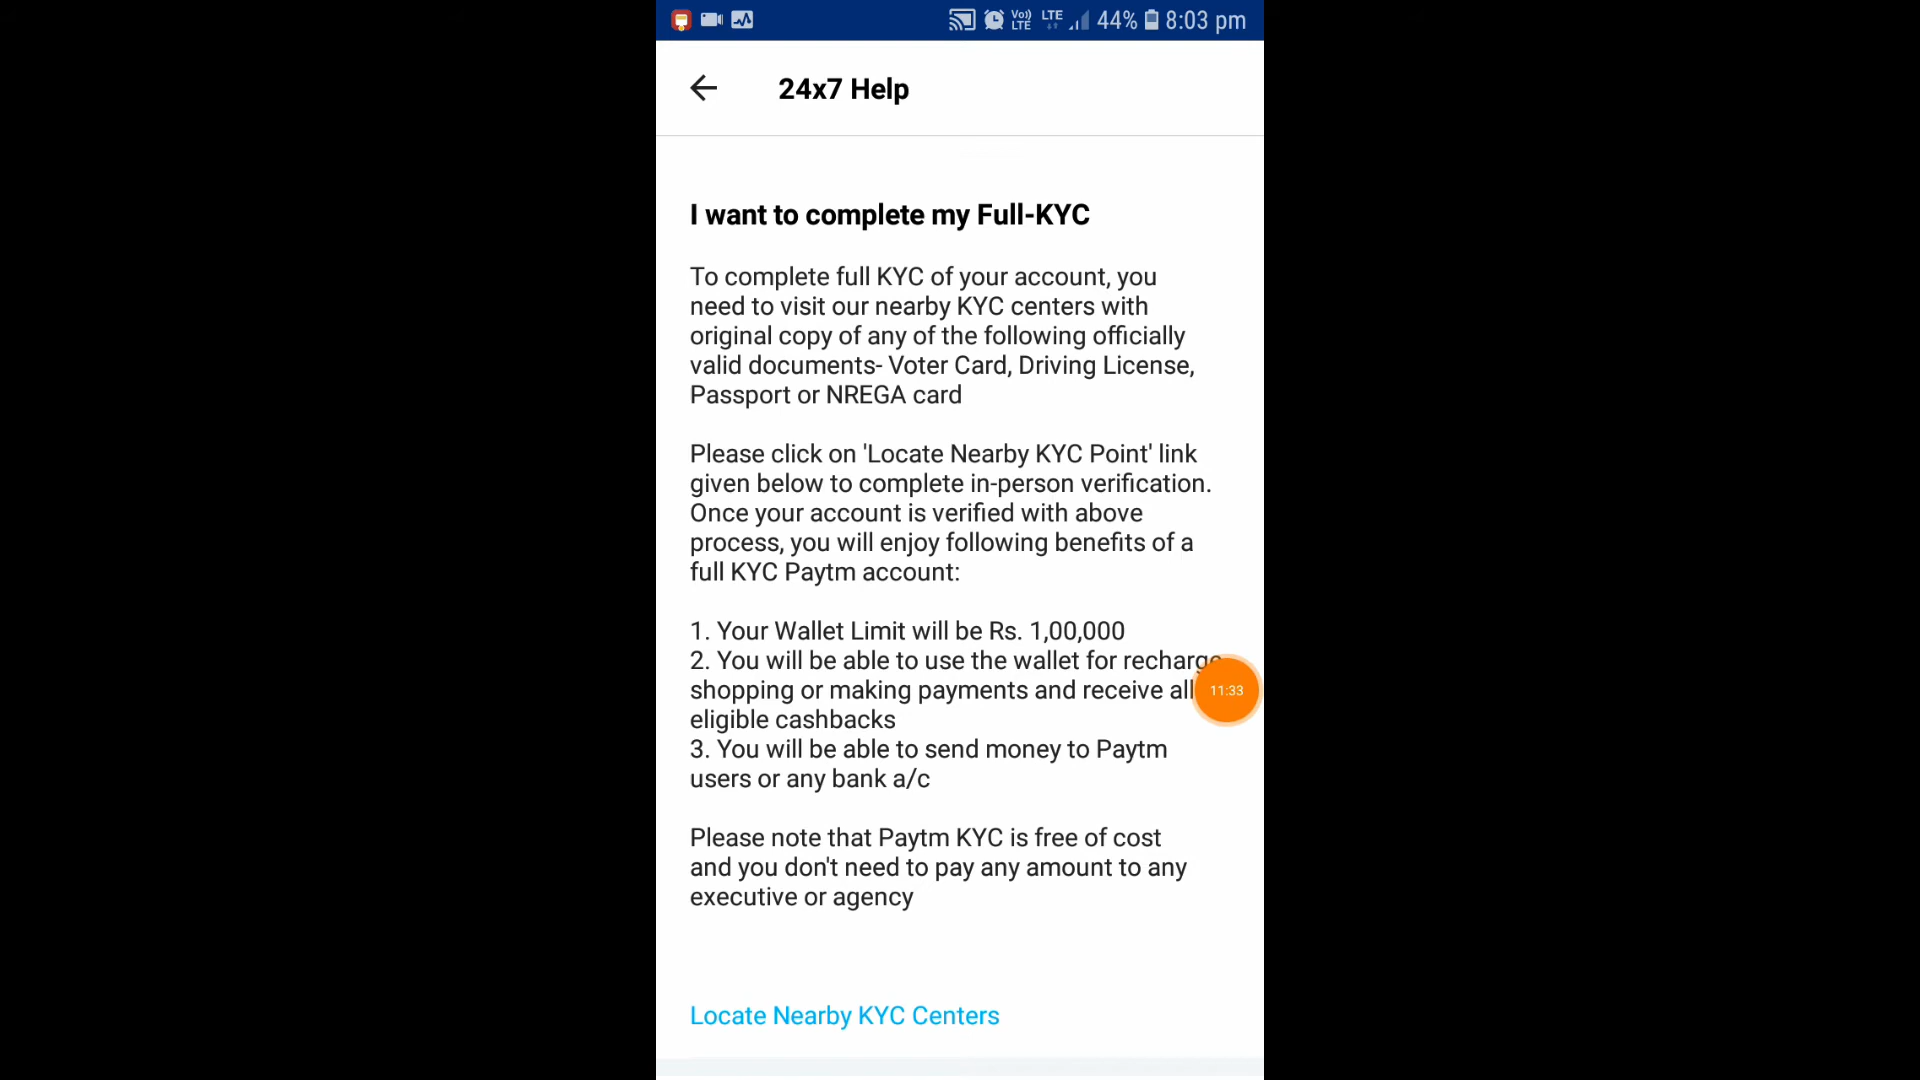 Vo)) LTE LTE 44% 8:03 pm
24x7 Help
I want to complete my Full-KYC
To complete full KYC of your account, you
need to visit our nearby KYC centers with
original copy of any of the following officially
valid documents- Voter Card, Driving License,
Passport or NREGA card
Please click on 'Locate Nearby KYC Point' link
given below to complete in-person verification.
Once your account is verified with above
process, you will enjoy following benefits of a
full KYC Paytm account:
1. Your Wallet Limit will be Rs. 1,00,000
2. You will be able to use the wallet for recharge
shopping or making payments and receive all
11:33
eligible cashbacks
3. You will be able to send money to Paytm
users or any bank a/c
Please note that Paytm KYC is free of cost
and you don't need to pay any amount to any
executive or agency
Locate Nearby KYC Centers